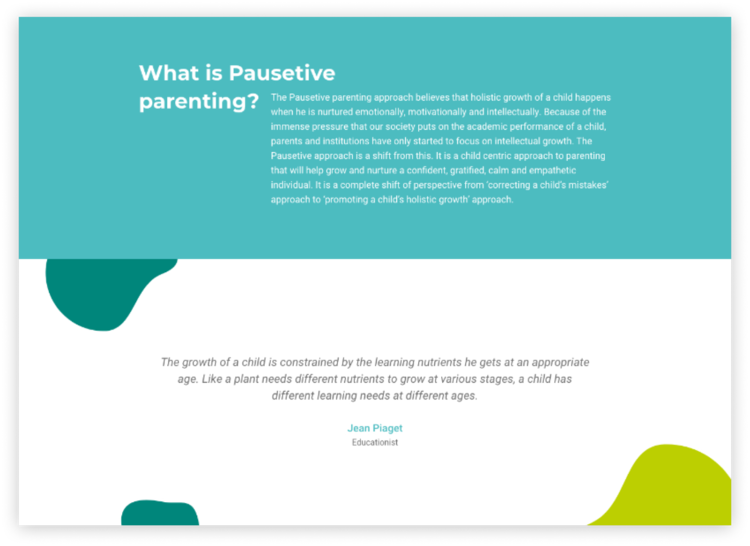 What is Pausetive
parenting?
The Pausetive parenting approach believes that holistic growth of a child happens
when he is nurtured emotionally, motivationally and intellectually. Because of the
immense pressure that our society puts on the academic performance of a child,
parents and institutions have only started to focus on intellectual growth. The
Pausetive approach is a shift from this. It is a child centric approach to parenting
that will help grow and nurture a confident, gratified, calm and empathetic
individual. It is a complete shift of perspective from 'correcting a child's mistakes'
approach to 'promoting a child's holistic growth' approach.
The growth of a child is constrained by the learning nutrients he gets at an appropriate
age. Like a plant needs different nutrients to grow at various stages, a child has
different learning needs at different ages.
Jean Piaget
Educationist